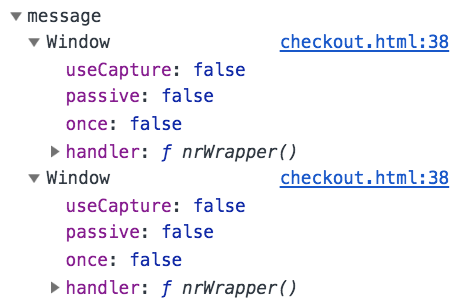 message
Window checkout.html:38
useCapture: false
passive: false
once: false
handler: ƒ nrWrapper()
Window checkout.html:38
useCapture: false
passive: false
once: false
handler: ƒ nrWrapper()